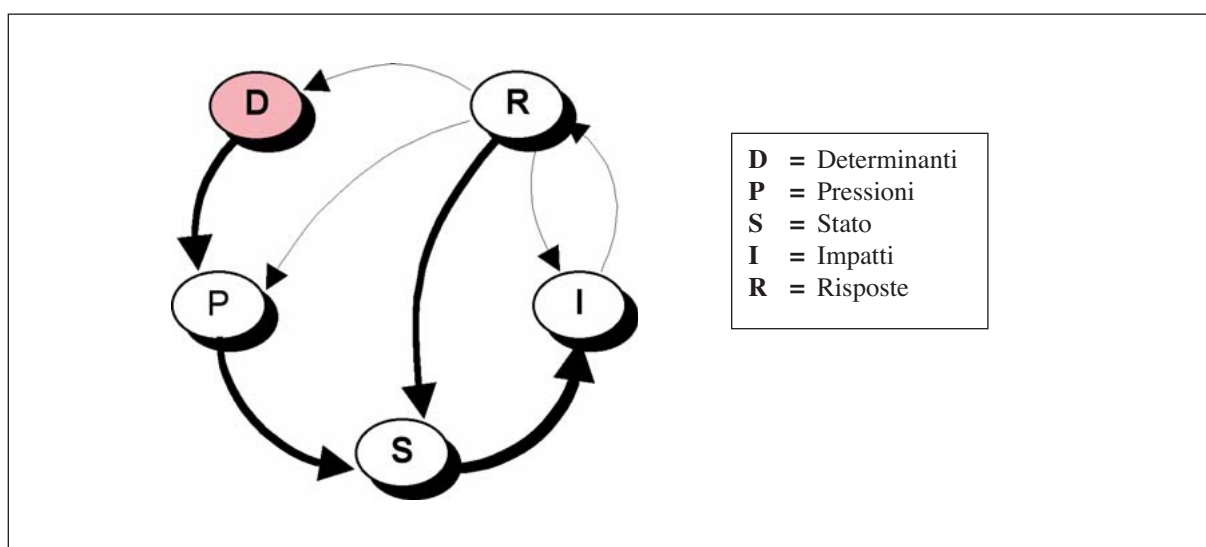 D
R
P
I
S
D = Determinanti
P = Pressioni
S = Stato
I = Impatti
R = Risposte